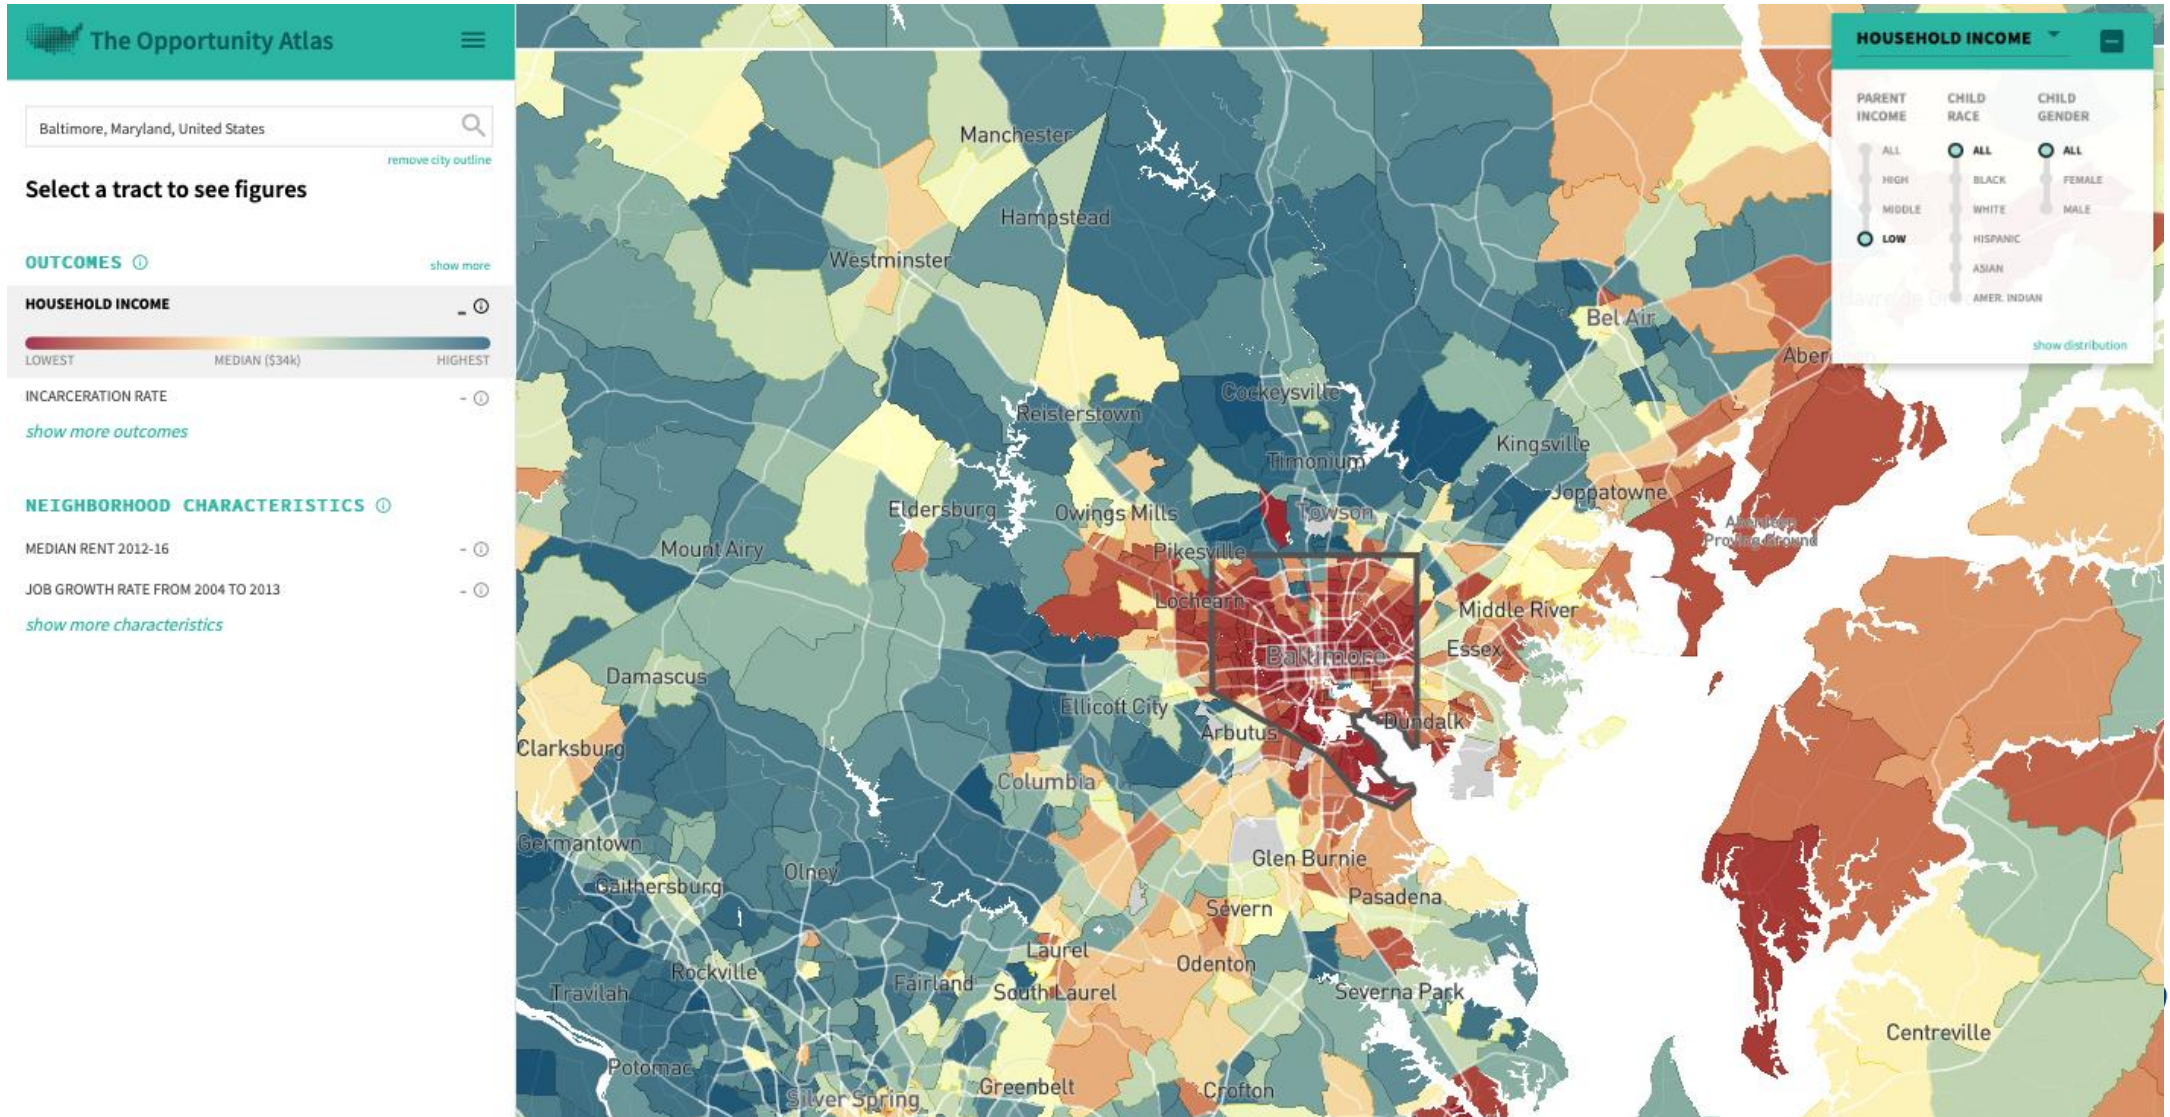 The Opportunity Atlas
Baltimore, Maryland, United States
remove city outline
Select a tract to see figures
OUTCOMES
show more
HOUSEHOLD INCOME
-
LOWEST
MEDIAN ($34k)
HIGHEST
INCARCERATION RATE
-
show more outcomes
NEIGHBORHOOD CHARACTERISTICS
MEDIAN RENT 2012-16
-
JOB GROWTH RATE FROM 2004 TO 2013
-
show more characteristics
HOUSEHOLD INCOME
PARENT
INCOME
ALL
HIGH
MIDDLE
LOW
CHILD
RACE
ALL
BLACK
WHITE
HISPANIC
ASIAN
AMER. INDIAN
CHILD
GENDER
ALL
FEMALE
MALE
show distribution
Manchester
Hampstead
Westminster
Bel Air
Cockeysville
Reisterstown
Kingsville
Timonium
Joppatowne
Eldersburg
Owings Mills
Towson
Aberdeen
Proving Ground
Mount Airy
Pikesville
Lochearn
Middle River
Baltimore
Essex
Damascus
Ellicott City
Dundalk
Arbutus
Clarksburg
Columbia
Germantown
Glen Burnie
Olney
Gaithersburg
Pasadena
Severn
Laurel
Odenton
Rockville
Fairland
South Laurel
Travilah
Severna Park
Centreville
Potomac
Greenbelt
Crofton
Silver Spring